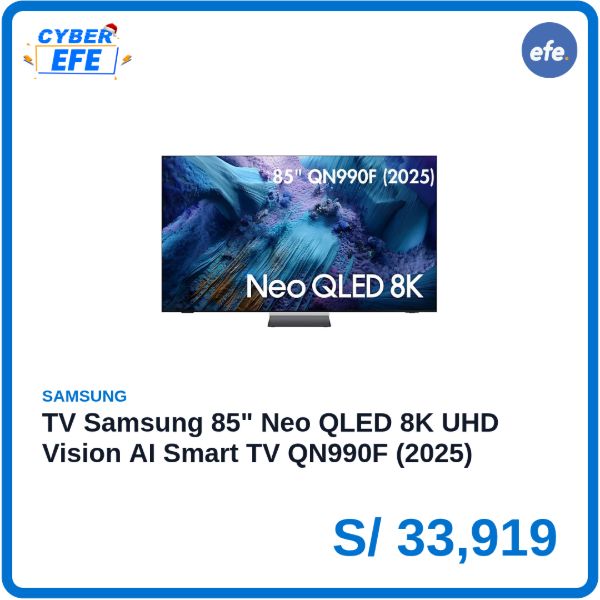 CYBER
EFE
efe.
85" QN990F (2025)
Neo QLED 8K
SAMSUNG
TV Samsung 85" Neo QLED 8K UHD
Vision AI Smart TV QN990F (2025)
S/ 33,919